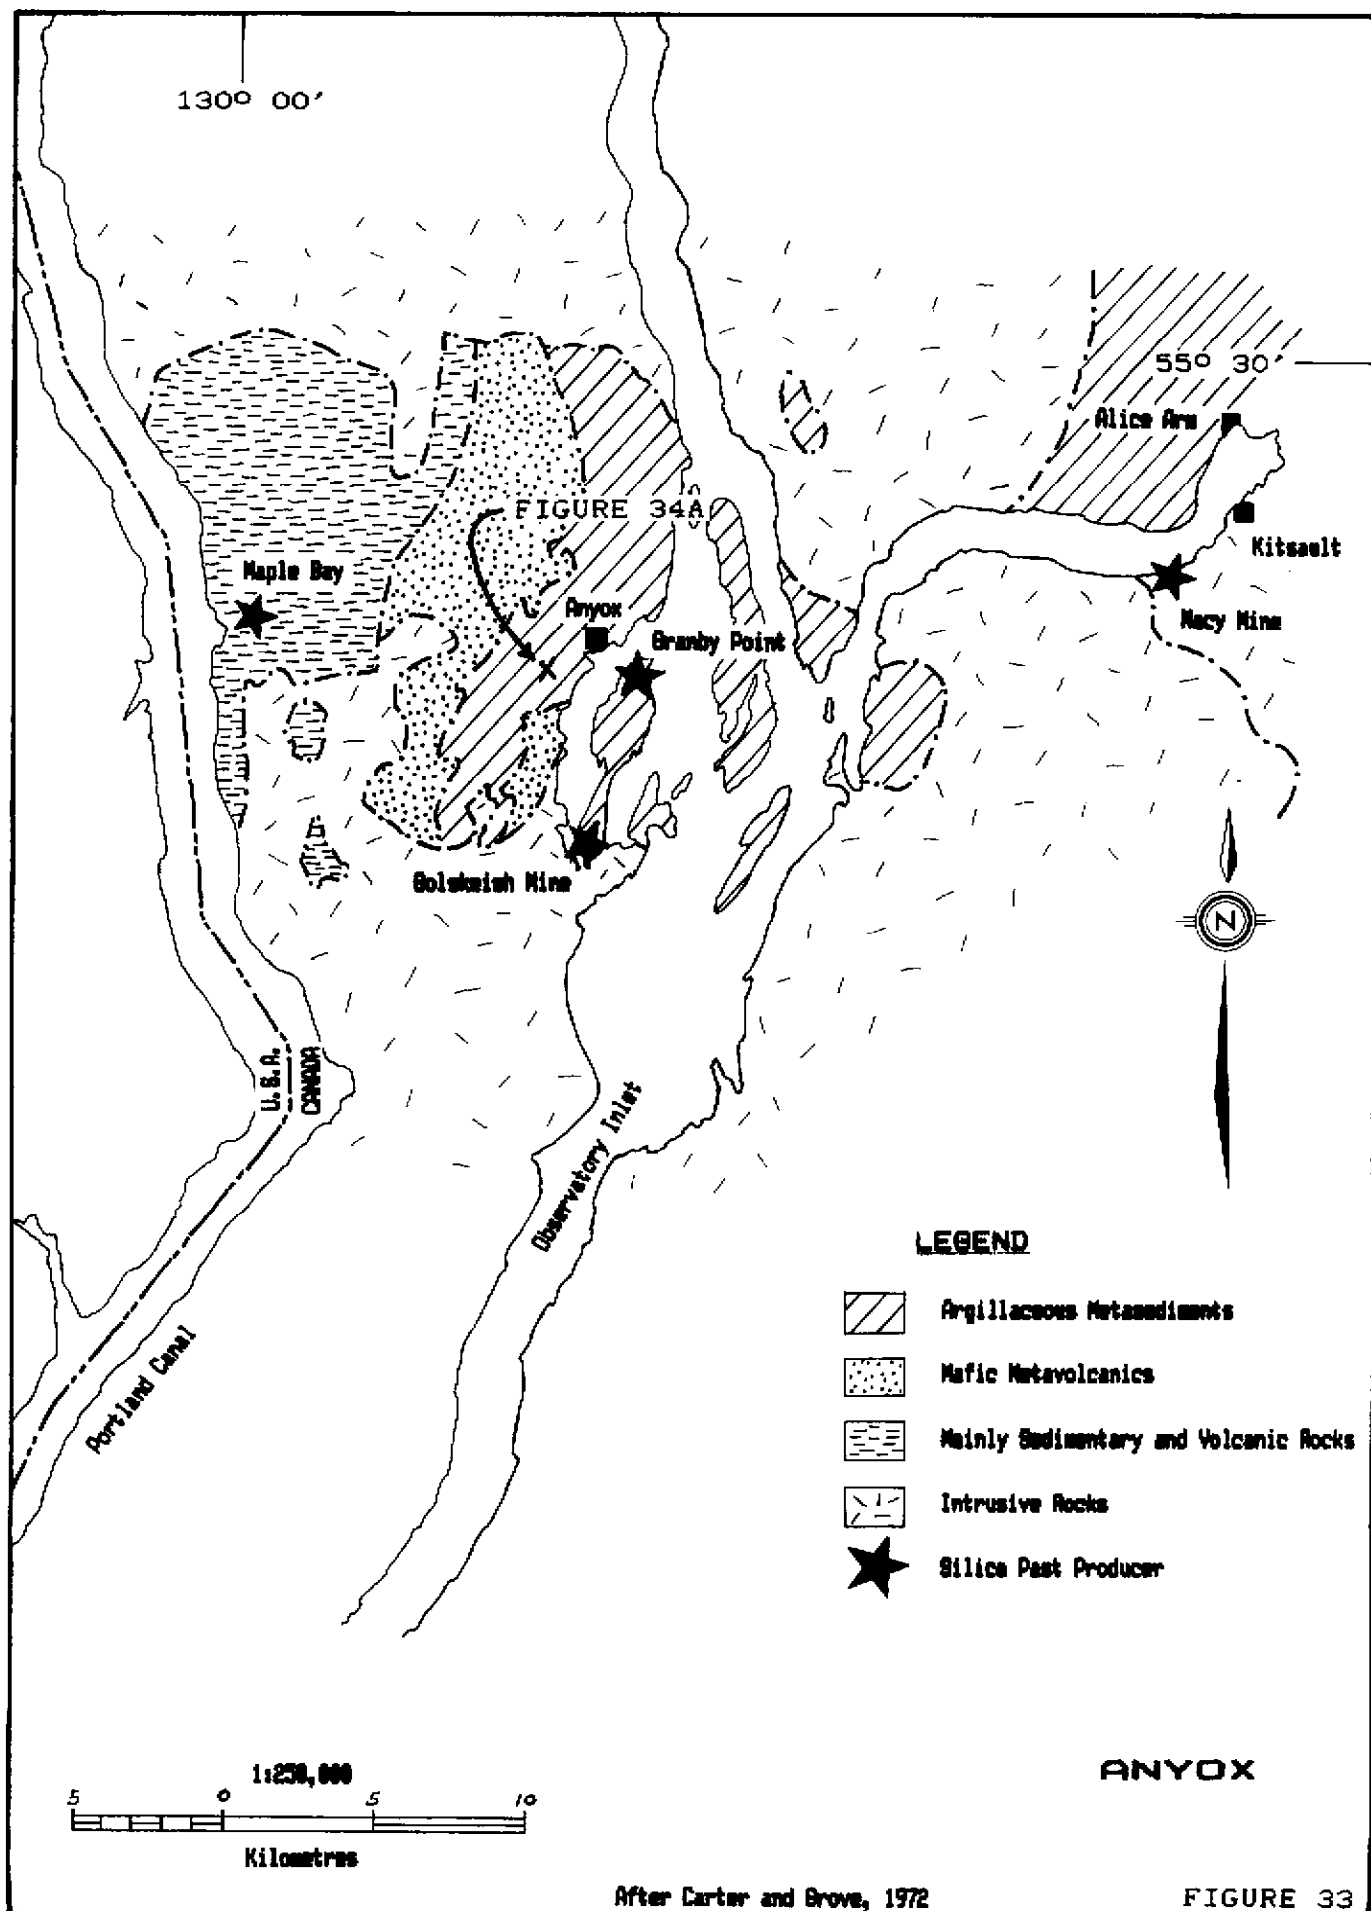 130° 00'
55° 30'
Alice Arm
FIGURE 34A
Kitsault
Maple Bay
Anyox
Granby Point
Macy Mine
Golskeish Mine
N
U.S.A.
CANADA
Observatory Inlet
Portland Canal
LEGEND
Argillaceous Metasediments
Mafic Metavolcanics
Mainly Sedimentary and Volcanic Rocks
Intrusive Rocks
Silica Past Producer
1:250,000
5 0 5 10
Kilometres
ANYOX
After Carter and Grove, 1972
FIGURE 33